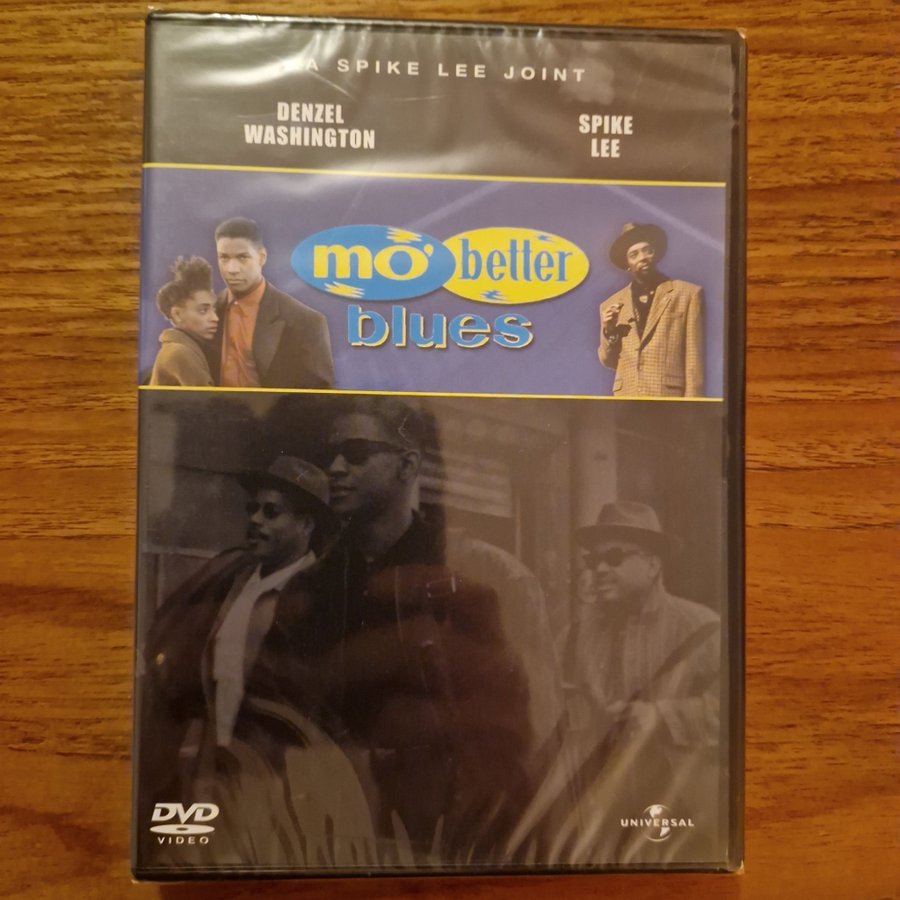 A SPIKE LEE JOINT
DENZEL
WASHINGTON
SPIKE
LEE
mo' better
blues
DVD
VIDEO
UNIVERSAL